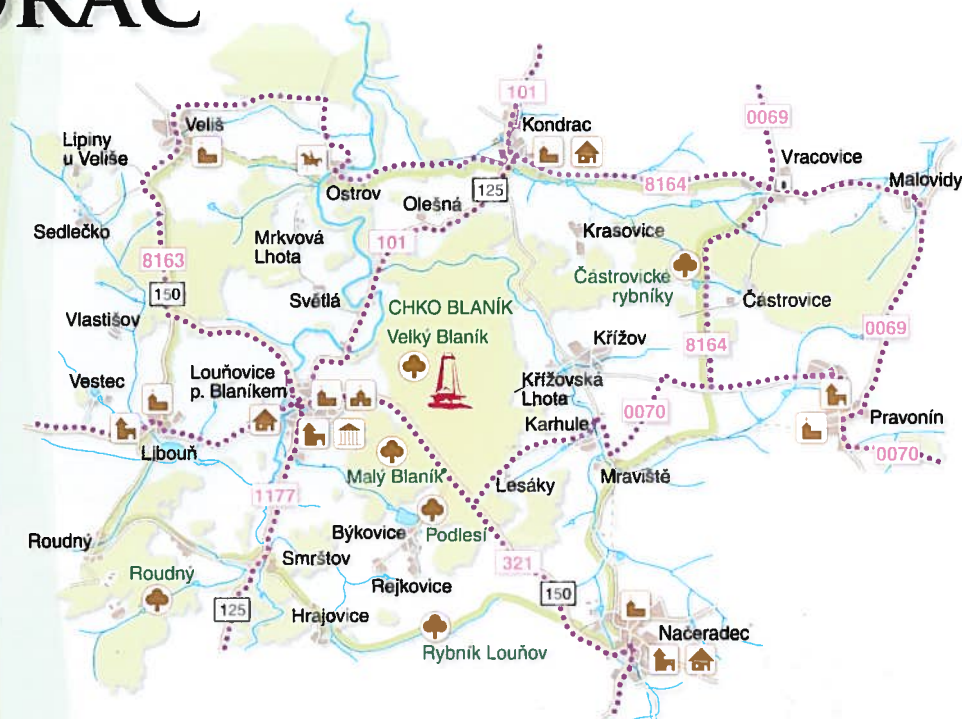 101
Kondrac
0069
Veliš
Lipiny
u Veliše
Vracovice
Malovidy
8164
125
Ostrov
Olešná
Sedlečko
Mrkvová
Lhota
101
Krasovice
8163
150
Částrovické
rybníky
Světlá
CHKO BLANÍK
Částrovice
Vlastišov
Velký Blaník
Křížov
8164
0069
Vestec
Louňovice
p. Blaníkem
Křížovská
Lhota
0070
Karhule
Pravonín
Libouň
0070
Malý Blaník
Lesáky
Mraviště
1177
Roudný
Býkovice
Podlesí
Smrštov
321
Roudný
Rejkovice
150
125
Hrajovice
Načeradec
Rybník Louňov